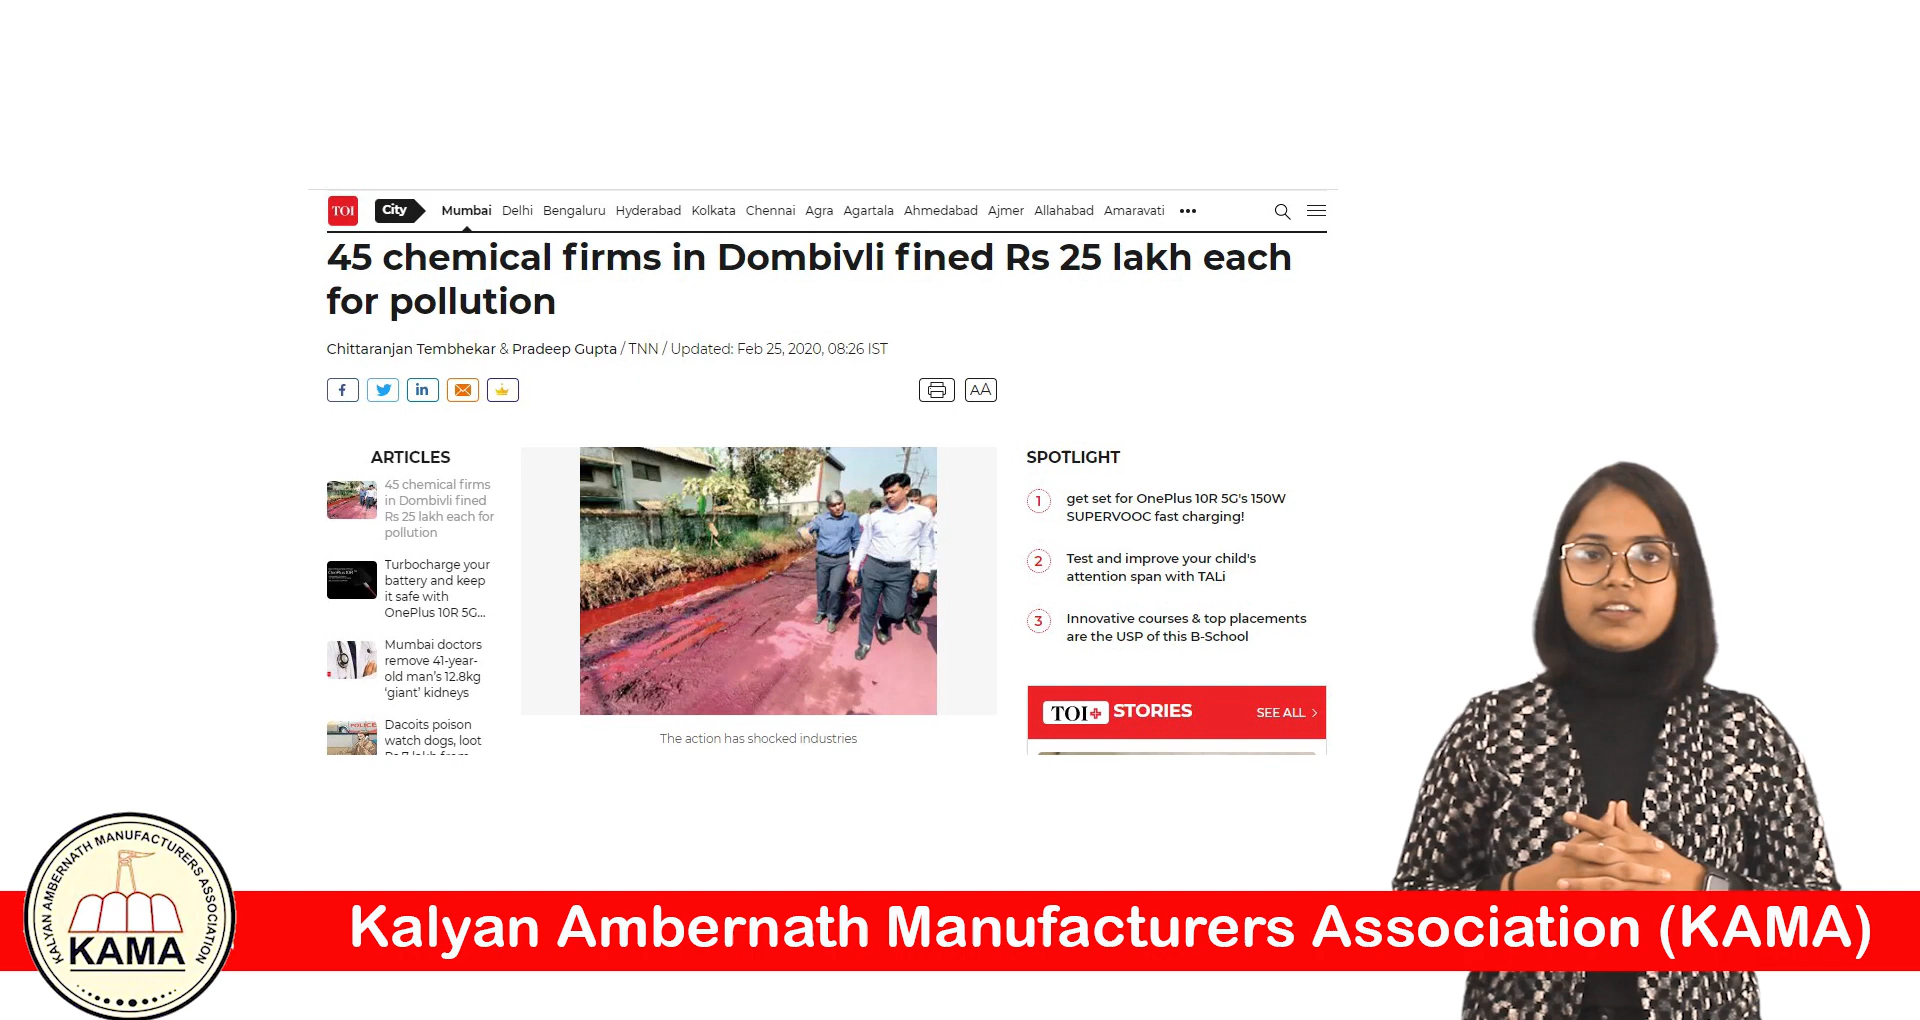 TOI
City
Mumbai Delhi Bengaluru Hyderabad Kolkata Chennai Agra Agartala Ahmedabad Ajmer Allahabad Amaravati •••
45 chemical firms in Dombivli fined Rs 25 lakh each
for pollution
Chittaranjan Tembhekar & Pradeep Gupta / TNN / Updated: Feb 25, 2020, 08:26 IST
AA
ARTICLES
45 chemical firms
in Dombivli fined
Rs 25 lakh each for
pollution
Turbocharge your
battery and keep
it safe with
OnePlus 10R 5G...
Mumbai doctors
remove 41-year-
old man's 12.8kg
‘giant’ kidneys
POLICE
Dacoits poison
watch dogs, loot
The action has shocked industries
SPOTLIGHT
1 get set for OnePlus 10R 5G's 150W
SUPERVOOC fast charging!
2 Test and improve your child's
attention span with TALi
3 Innovative courses & top placements
are the USP of this B-School
TOI+ STORIES
SEE ALL >
KALYAN AMBERNATH MANUFACTURERS ASSOCIATION
KAMA
Kalyan Ambernath Manufacturers Association (KAMA)